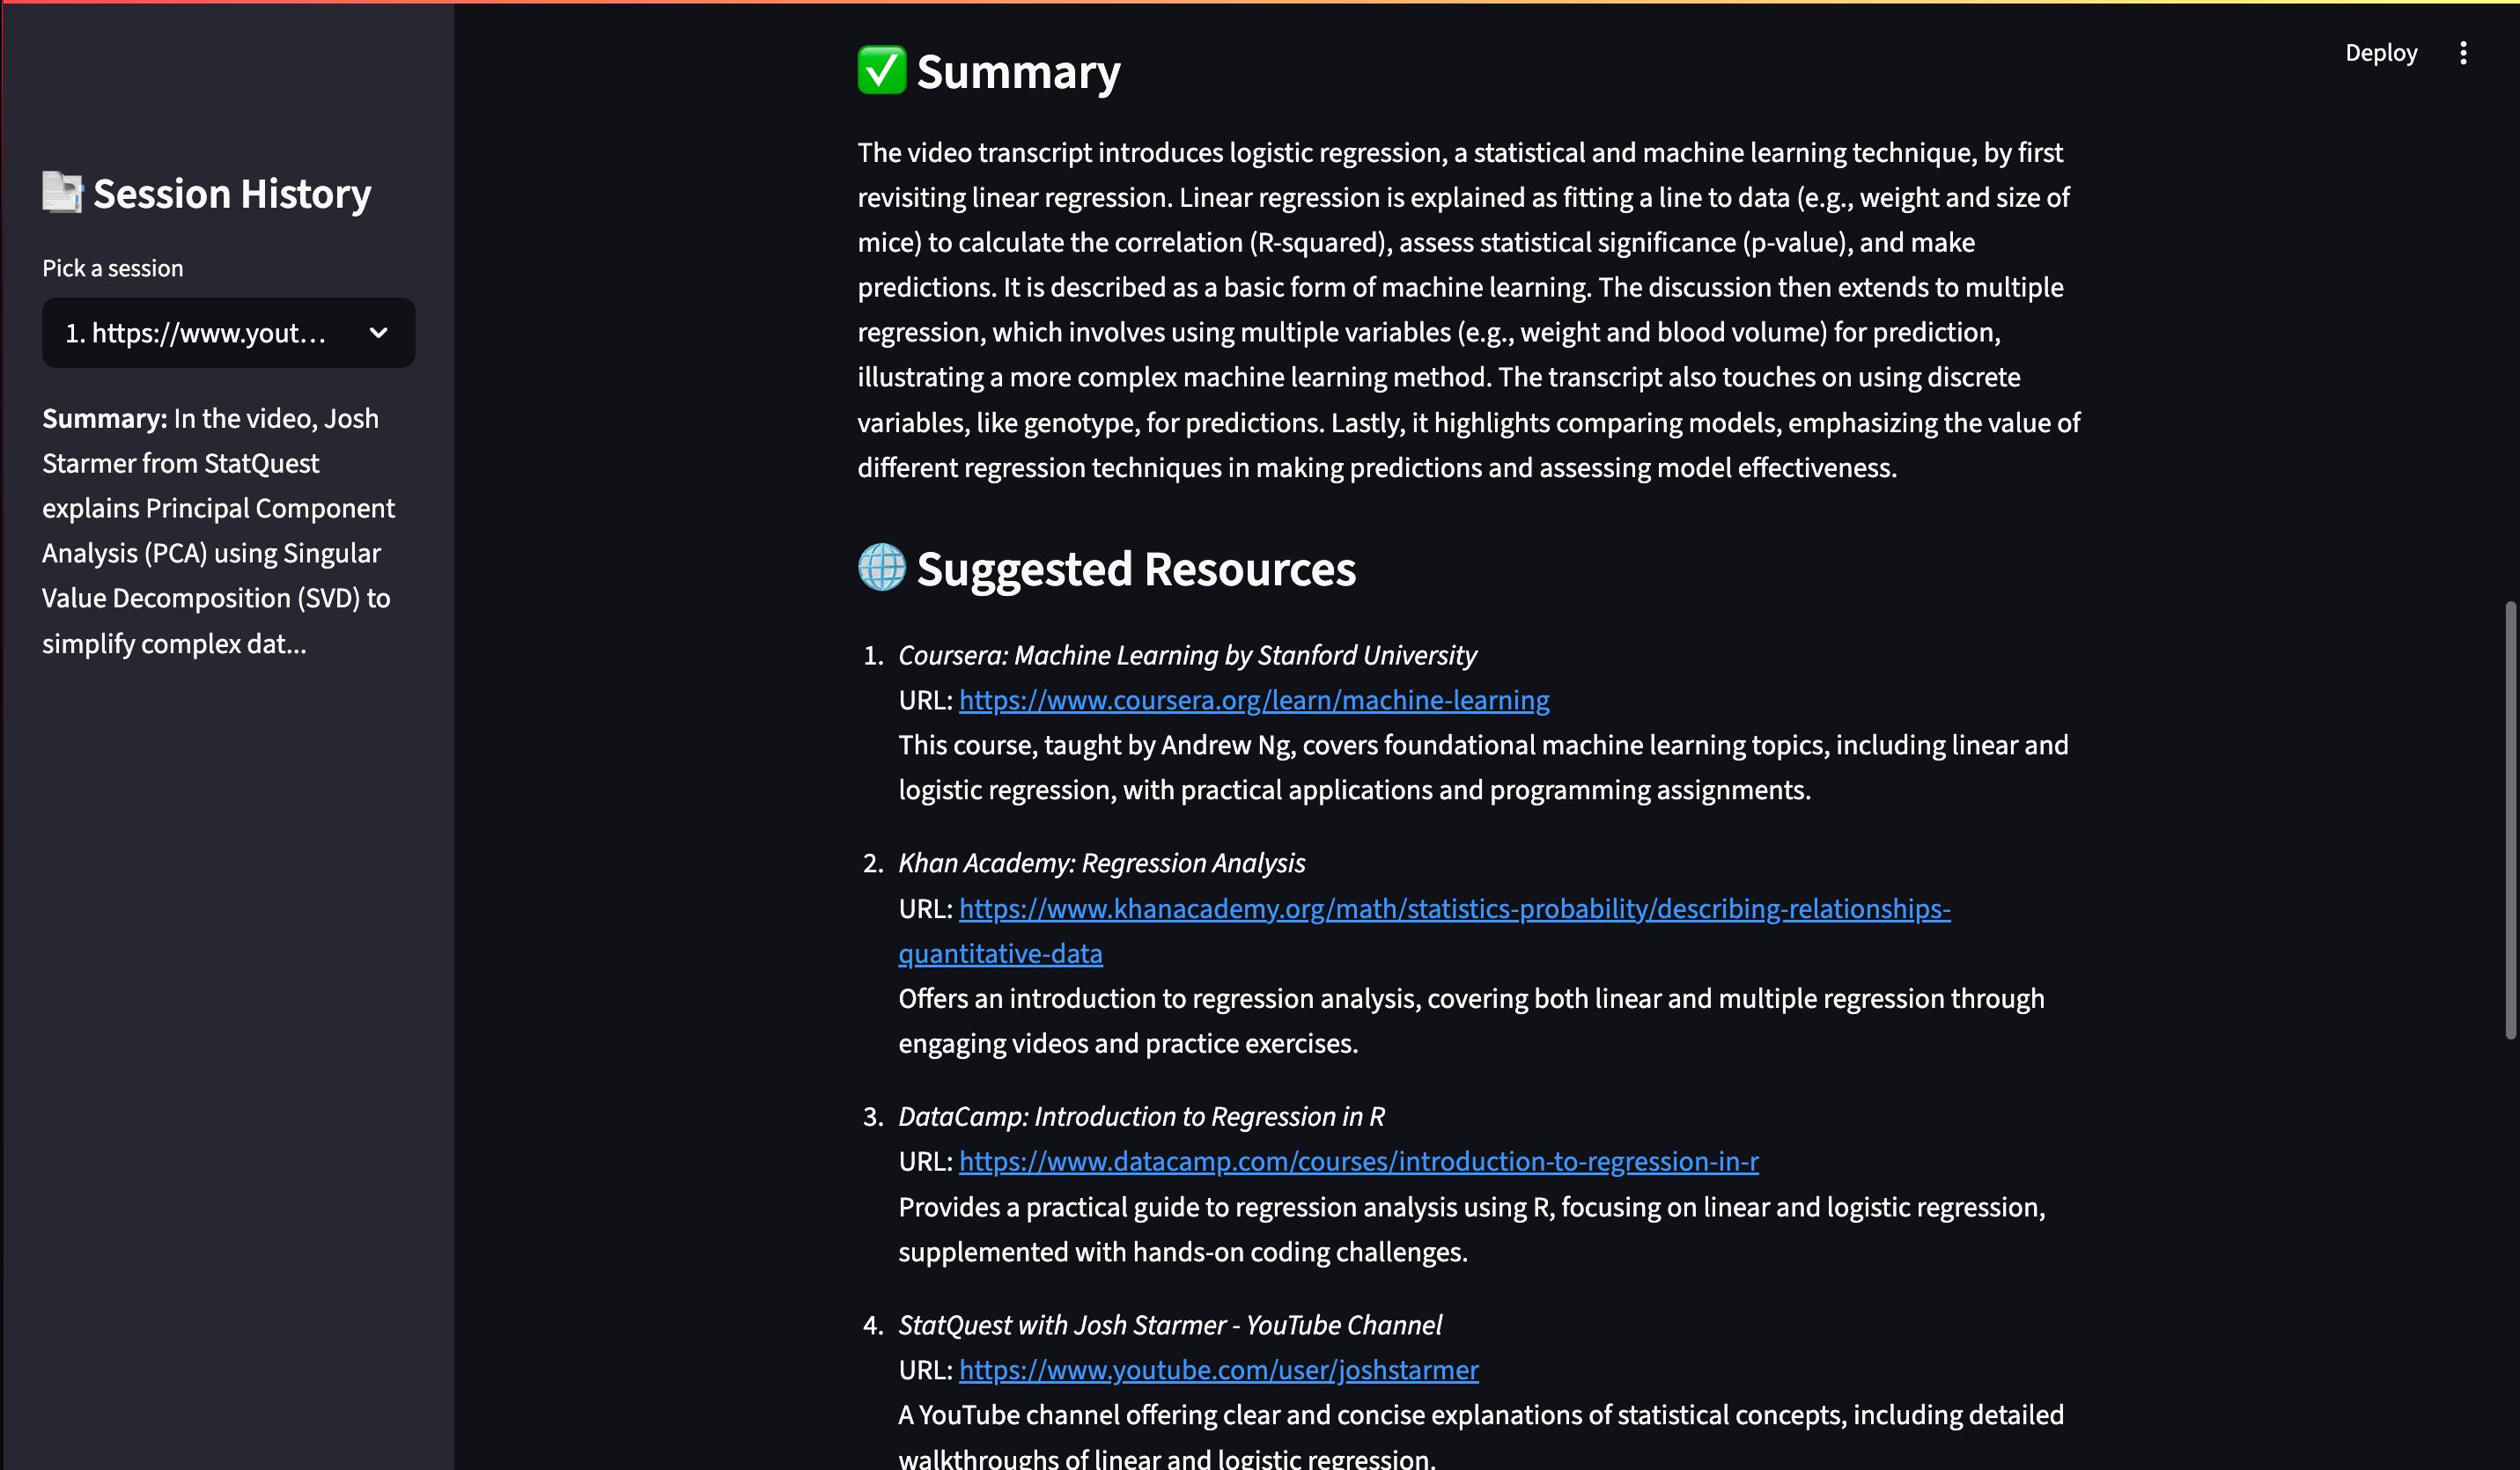 Deploy
Session History
Pick a session
1. https://www.yout...
Summary: In the video, Josh
Starmer from StatQuest
explains Principal Component
Analysis (PCA) using Singular
Value Decomposition (SVD) to
simplify complex dat...
Summary
The video transcript introduces logistic regression, a statistical and machine learning technique, by first
revisiting linear regression. Linear regression is explained as fitting a line to data (e.g., weight and size of
mice) to calculate the correlation (R-squared), assess statistical significance (p-value), and make
predictions. It is described as a basic form of machine learning. The discussion then extends to multiple
regression, which involves using multiple variables (e.g., weight and blood volume) for prediction,
illustrating a more complex machine learning method. The transcript also touches on using discrete
variables, like genotype, for predictions. Lastly, it highlights comparing models, emphasizing the value of
different regression techniques in making predictions and assessing model effectiveness.
Suggested Resources
1. Coursera: Machine Learning by Stanford University
URL: https://www.coursera.org/learn/machine-learning
This course, taught by Andrew Ng, covers foundational machine learning topics, including linear and
logistic regression, with practical applications and programming assignments.
2. Khan Academy: Regression Analysis
URL: https://www.khanacademy.org/math/statistics-probability/describing-relationships-
quantitative-data
Offers an introduction to regression analysis, covering both linear and multiple regression through
engaging videos and practice exercises.
3. DataCamp: Introduction to Regression in R
URL: https://www.datacamp.com/courses/introduction-to-regression-in-r
Provides a practical guide to regression analysis using R, focusing on linear and logistic regression,
supplemented with hands-on coding challenges.
4. StatQuest with Josh Starmer - YouTube Channel
URL: https://www.youtube.com/user/joshstarmer
A YouTube channel offering clear and concise explanations of statistical concepts, including detailed
walkthroughs of linear and logistic regression.